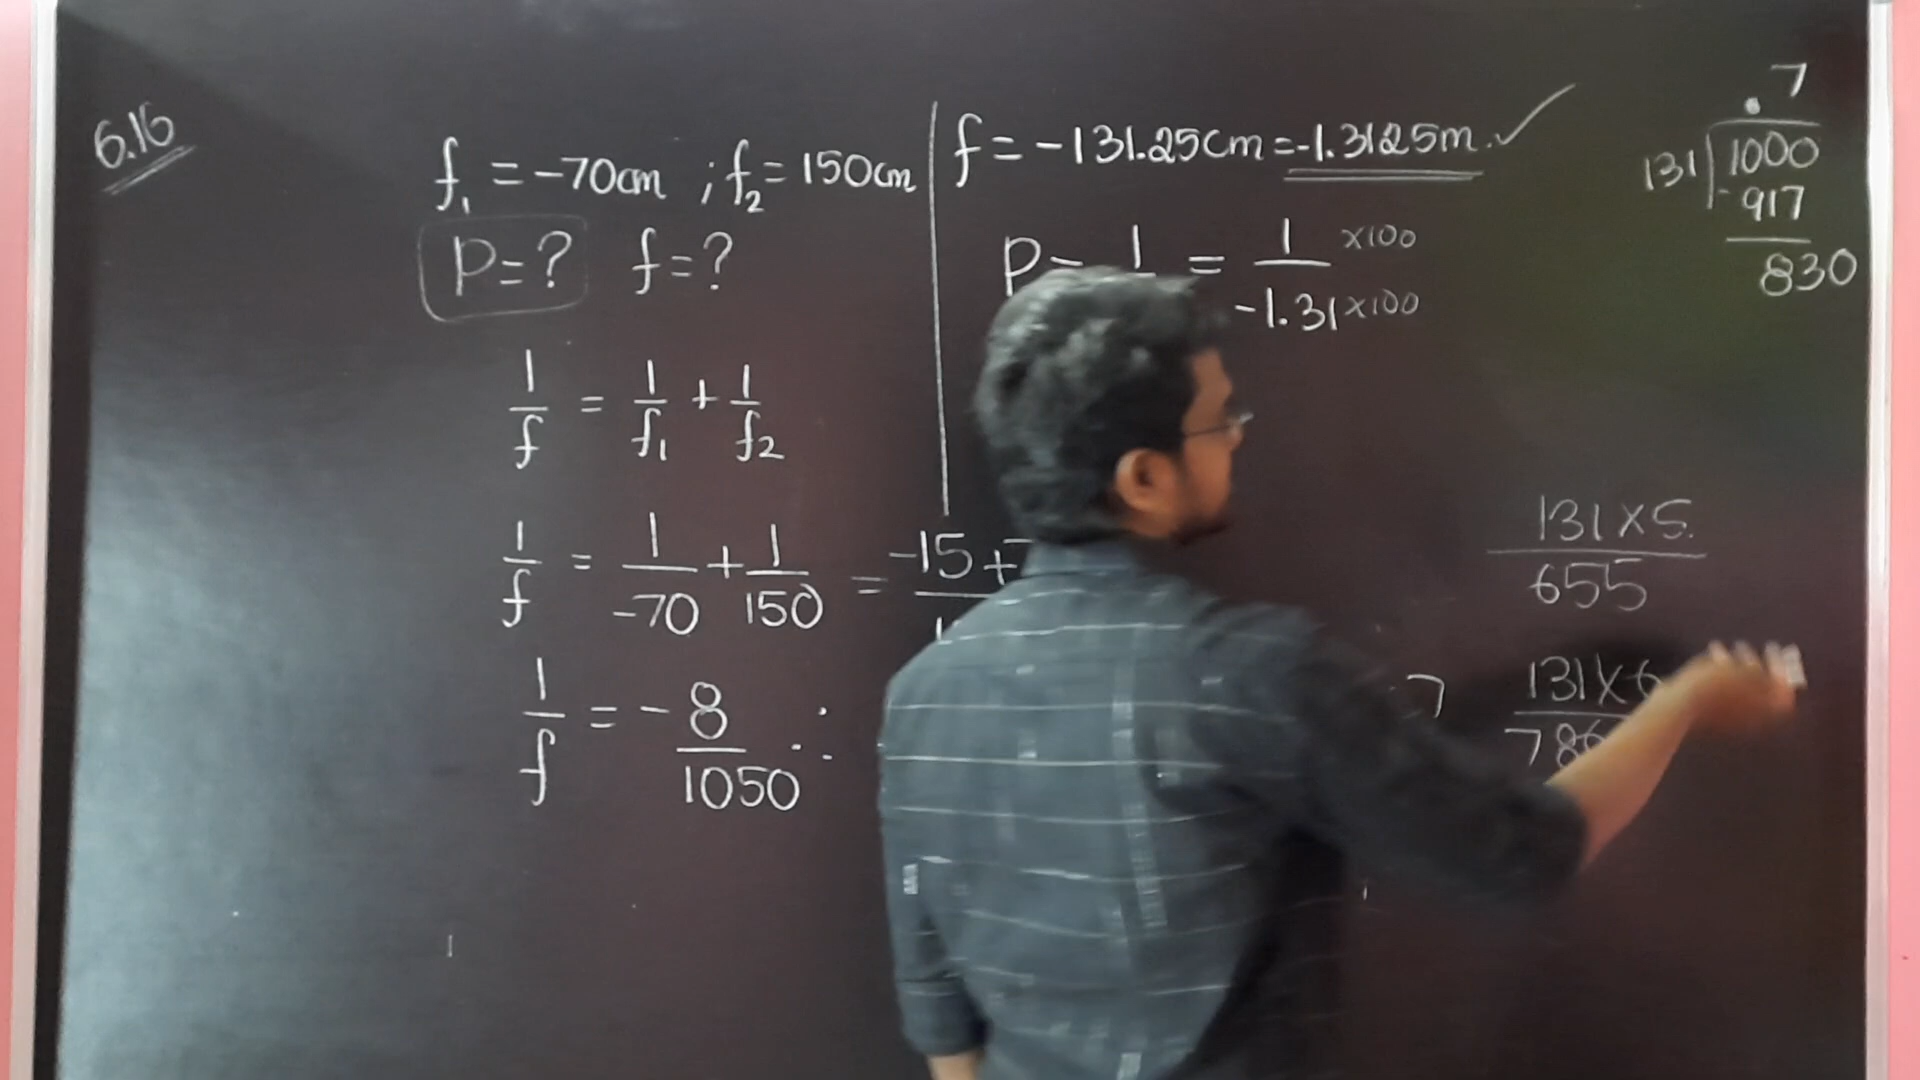 6.16
f₁ = -70cm ; f₂ = 150cm
P=? f=?
1/f = 1/f₁ + 1/f₂
1/f = 1/-70 + 1/150 = -15+
1/f = -8/1050
f = -131.25cm = -1.3125m. ✓
P = 1 = 1 ×100 / -1.31 ×100
.7
131 1000
- 917
830
131×5.
655
7
131×6
786